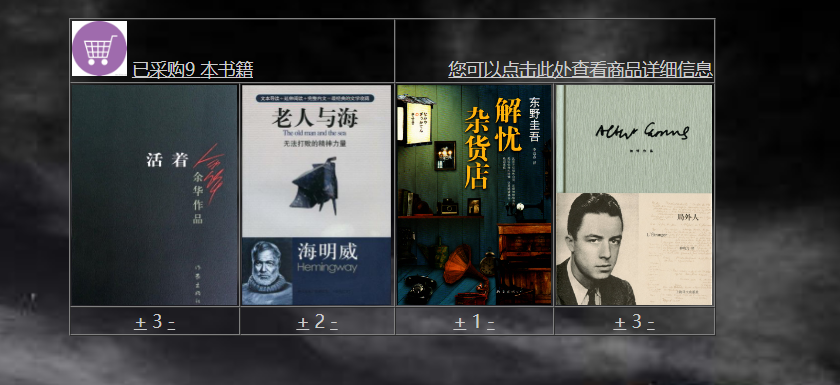 已采购9 本书籍
您可以点击此处查看商品详细信息
活着
余华作品
老人与海
The old man and the sea
无法打败的精神力量
海明威
Hemingway
解忧
杂货店
东野圭吾
局外人
L'Étranger
+ 3 -
+ 2 -
+ 1 -
+ 3 -